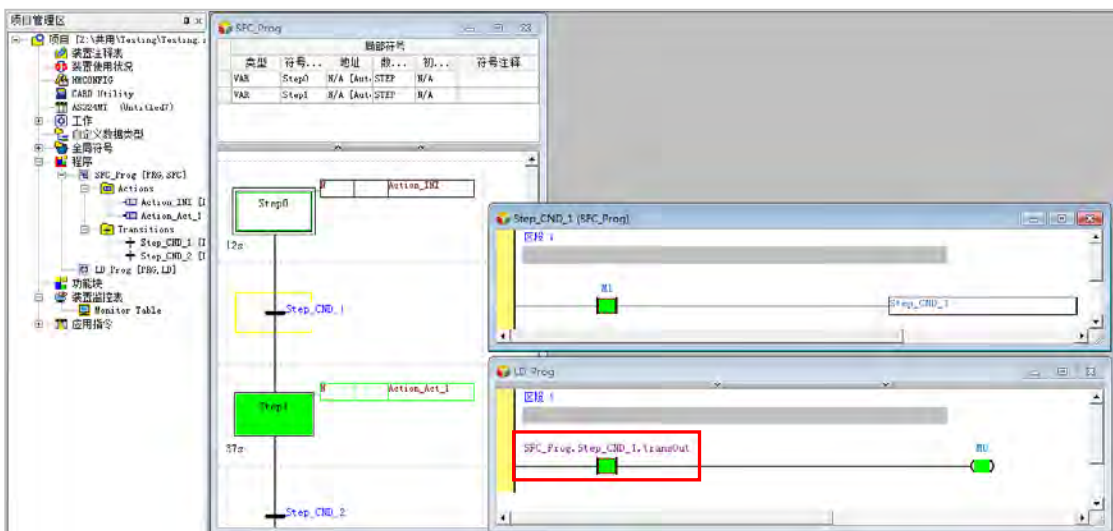 项目管理区
项目 [Z:\共用\Testing\Testing.
装置注释表
装置使用状况
HWCONFIG
CARD Utility
AS324MT (Untitled7)
工作
自定义数据类型
全局符号
程序
SFC_Prog [PRG,SFC]
Actions
Action_INI [I
Action_Act_1
Transitions
Step_CND_1 [I
Step_CND_2 [I
LD_Prog [PRG,LD]
功能块
装置监控表
Monitor Table
应用指令
SFC_Prog
局部符号
类型 符号... 地址 数... 初... 符号注释
VAR Step0 N/A [Aut STEP N/A
VAR Step1 N/A [Aut STEP N/A
N Action_INI
Step0
12s
Step_CND_1
N Action_Act_1
Step1
37s
Step_CND_2
Step_CND_1 (SFC_Prog)
区段 1
M1
Step_CND_1
LD_Prog
区段 1
SFC_Prog.Step_CND_1.transOut
M0